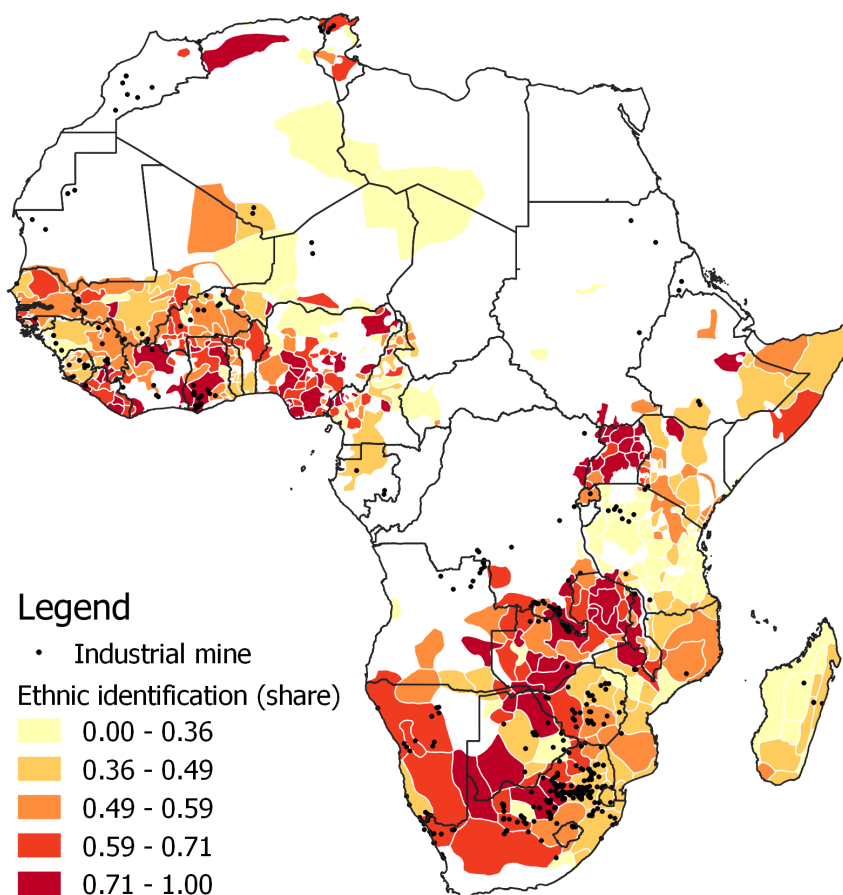 Legend
Industrial mine
Ethnic identification (share)
0.00 - 0.36
0.36 - 0.49
0.49 - 0.59
0.59 - 0.71
0.71 - 1.00